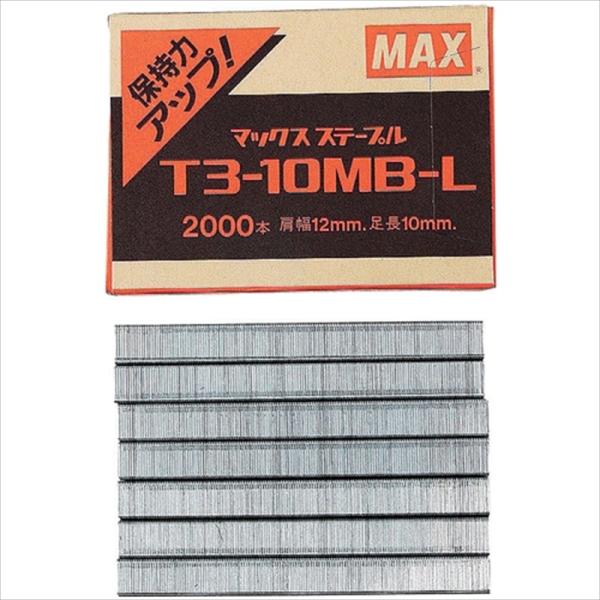 保持力
アップ!
MAX®
マックス ステープル
T3-10MB-L
2000本 肩幅12mm. 足長10mm.